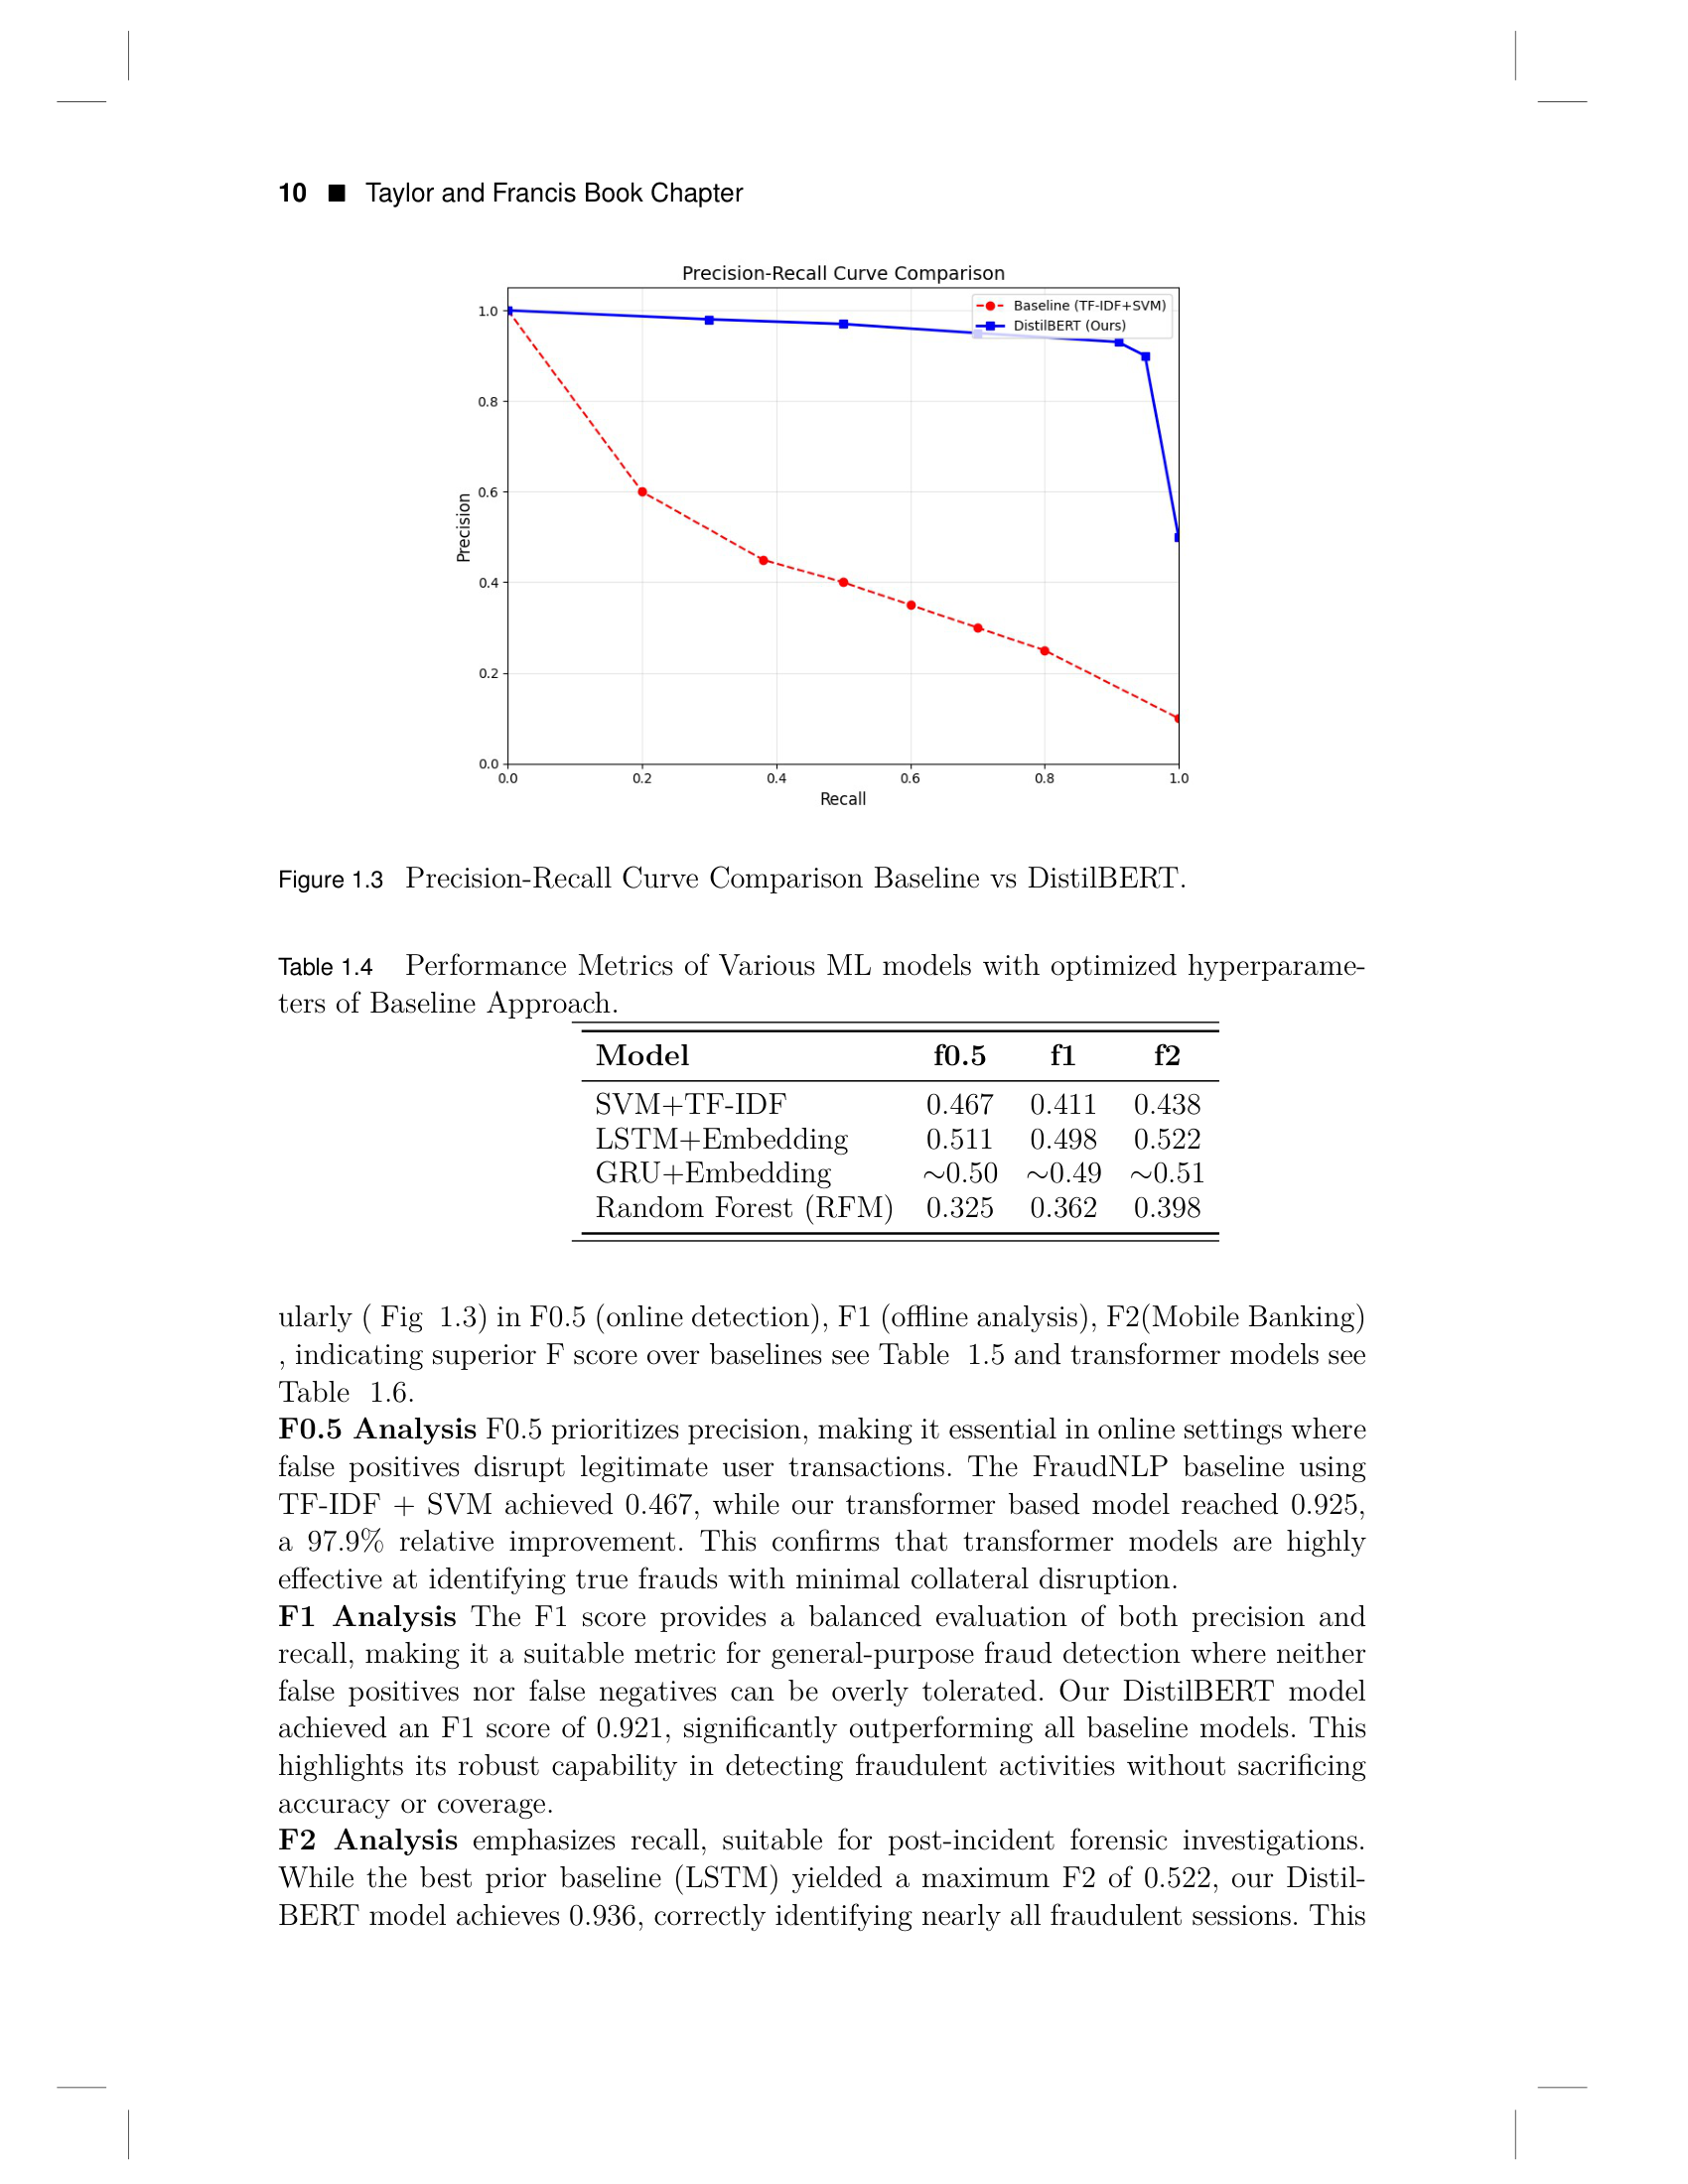 10 ■ Taylor and Francis Book Chapter
Precision-Recall Curve Comparison
Baseline (TF-IDF+SVM)
DistilBERT (Ours)
1.0
0.8
0.6
0.4
0.2
0.0
Precision
0.0 0.2 0.4 0.6 0.8 1.0
Recall
Figure 1.3 Precision-Recall Curve Comparison Baseline vs DistilBERT.
Table 1.4 Performance Metrics of Various ML models with optimized hyperparame-
ters of Baseline Approach.
Model f0.5 f1 f2
SVM+TF-IDF 0.467 0.411 0.438
LSTM+Embedding 0.511 0.498 0.522
GRU+Embedding ∼0.50 ∼0.49 ∼0.51
Random Forest (RFM) 0.325 0.362 0.398
ularly ( Fig 1.3) in F0.5 (online detection), F1 (offline analysis), F2(Mobile Banking)
, indicating superior F score over baselines see Table 1.5 and transformer models see
Table 1.6.
F0.5 Analysis F0.5 prioritizes precision, making it essential in online settings where
false positives disrupt legitimate user transactions. The FraudNLP baseline using
TF-IDF + SVM achieved 0.467, while our transformer based model reached 0.925,
a 97.9% relative improvement. This confirms that transformer models are highly
effective at identifying true frauds with minimal collateral disruption.
F1 Analysis The F1 score provides a balanced evaluation of both precision and
recall, making it a suitable metric for general-purpose fraud detection where neither
false positives nor false negatives can be overly tolerated. Our DistilBERT model
achieved an F1 score of 0.921, significantly outperforming all baseline models. This
highlights its robust capability in detecting fraudulent activities without sacrificing
accuracy or coverage.
F2 Analysis emphasizes recall, suitable for post-incident forensic investigations.
While the best prior baseline (LSTM) yielded a maximum F2 of 0.522, our Distil-
BERT model achieves 0.936, correctly identifying nearly all fraudulent sessions. This